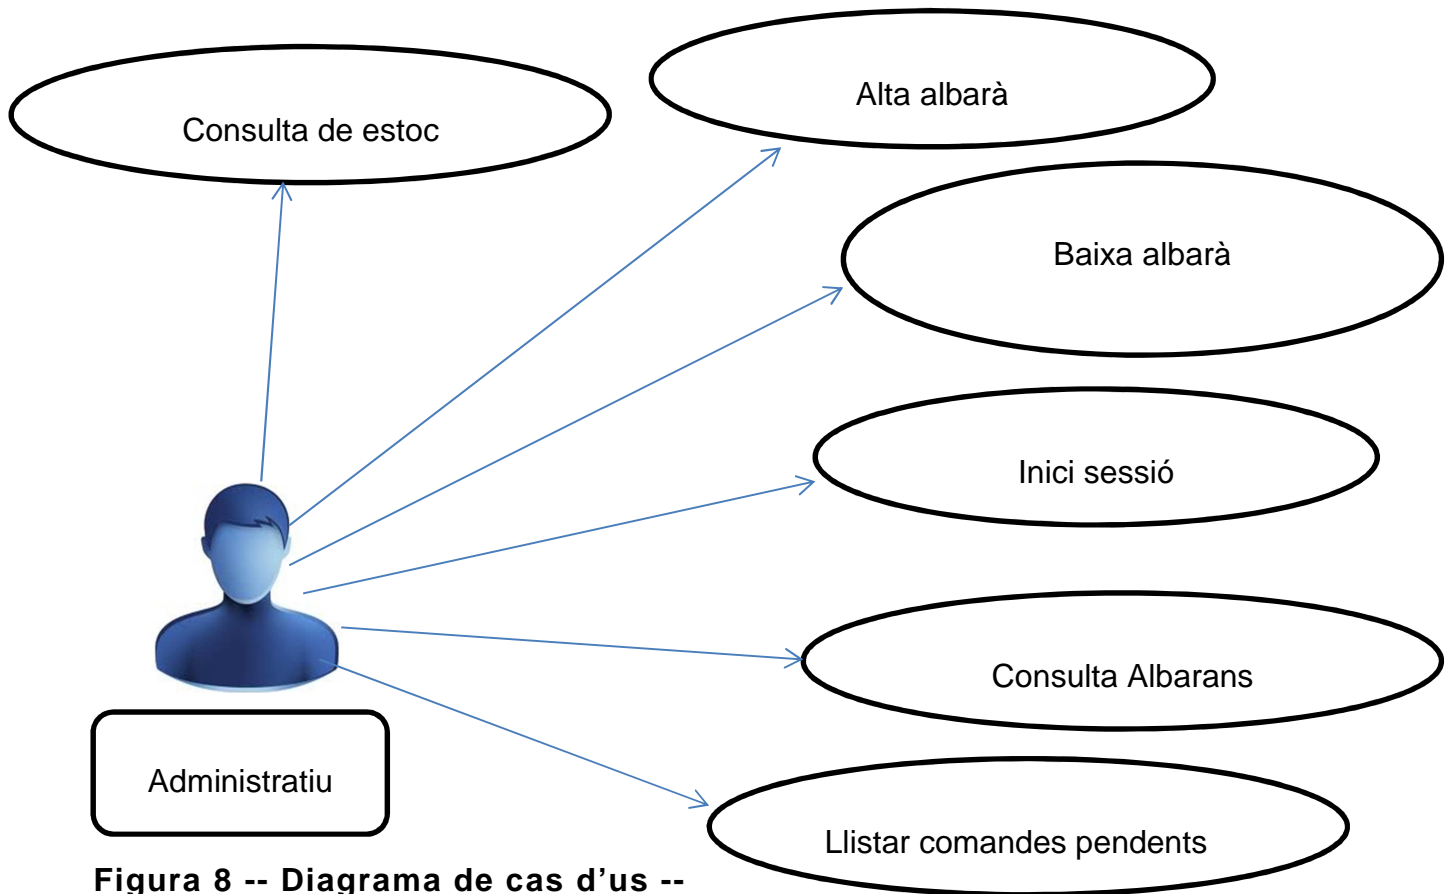 Alta albarà
Consulta de estoc
Baixa albarà
Inici sessió
Consulta Albarans
Administratiu
Llistar comandes pendents
Figura 8 -- Diagrama de cas d’us --